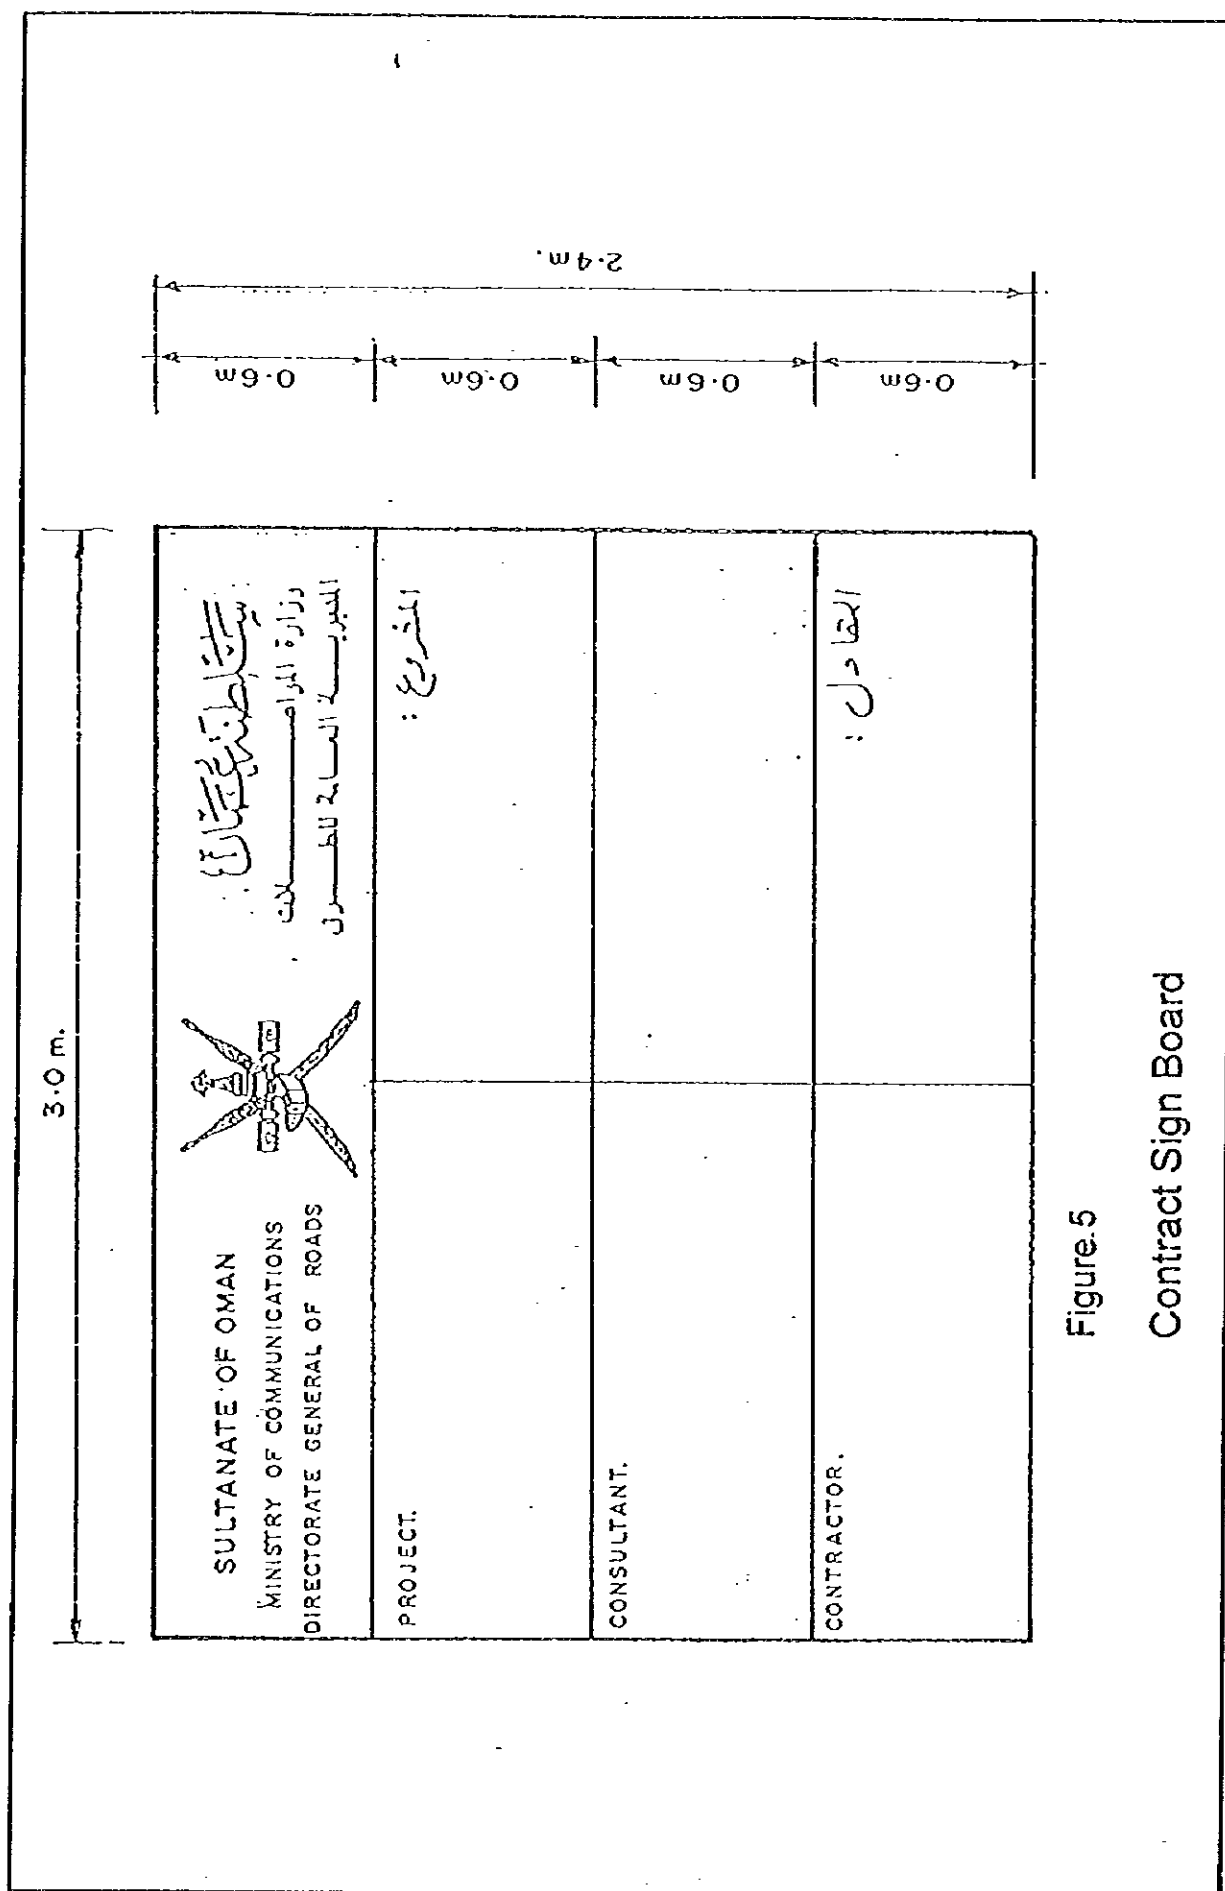 3.0 m.
SULTANATE OF OMAN
MINISTRY OF COMMUNICATIONS
DIRECTORATE GENERAL OF ROADS
سلطنة عمان
وزارة المواصلات
المديرية العامة للطرق
PROJECT.
المشروع :
CONSULTANT.
CONTRACTOR.
المقاول :
0.6m
0.6m
0.6m
0.6m
2.4m.
Figure.5
Contract Sign Board